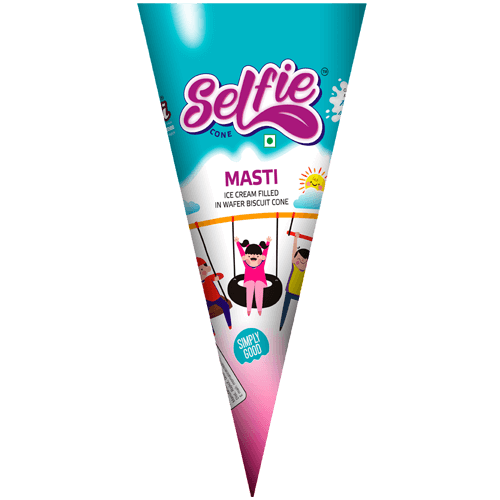 Selfie
CONE
MASTI
ICE CREAM FILLED
IN WAFER BISCUIT CONE
SIMPLY
GOOD